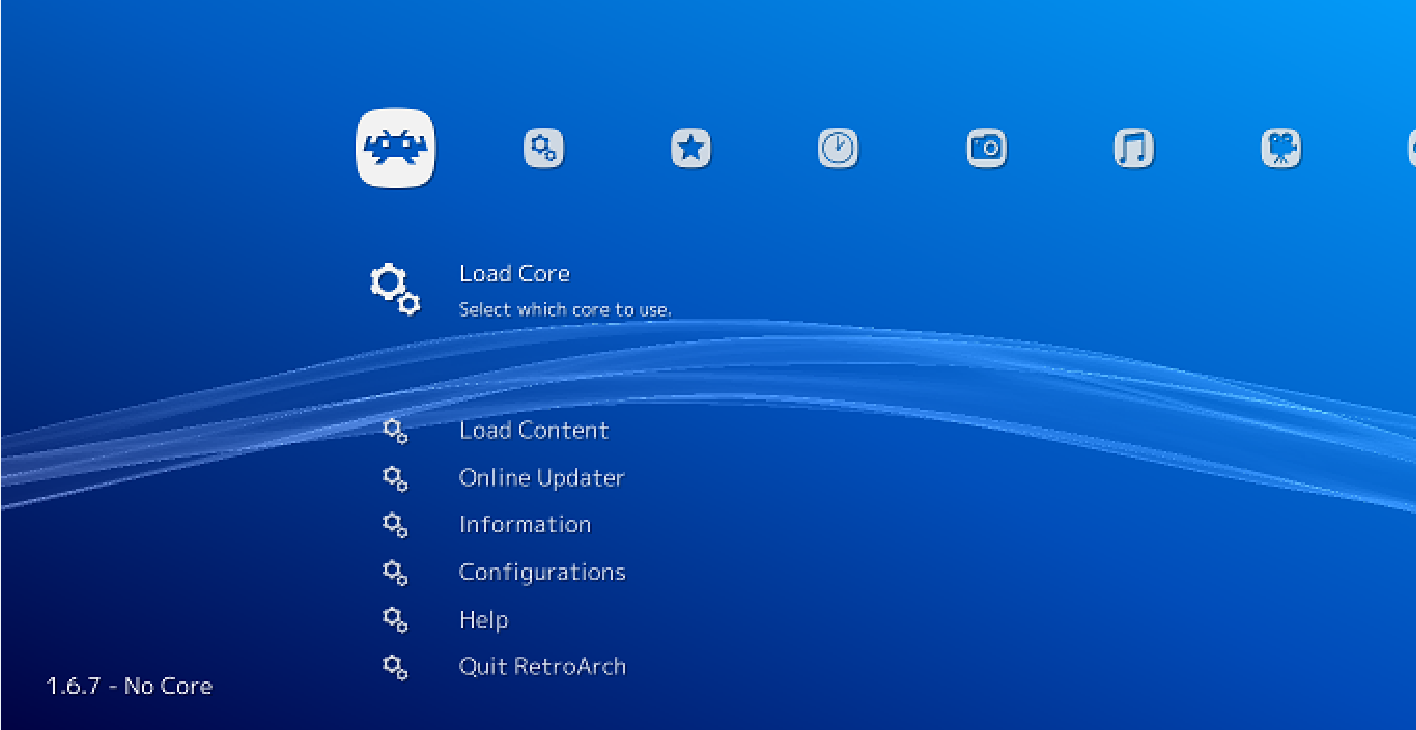 Load Core
Select which core to use.
Load Content
Online Updater
Information
Configurations
Help
Quit RetroArch
1.6.7 - No Core